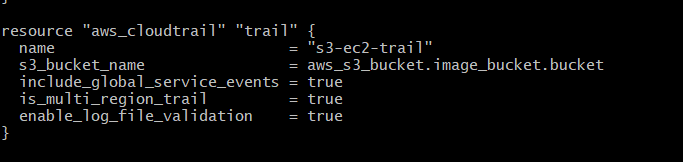 }
resource "aws_cloudtrail" "trail" {
  name                          = "s3-ec2-trail"
  s3_bucket_name                = aws_s3_bucket.image_bucket.bucket
  include_global_service_events = true
  is_multi_region_trail         = true
  enable_log_file_validation    = true
}